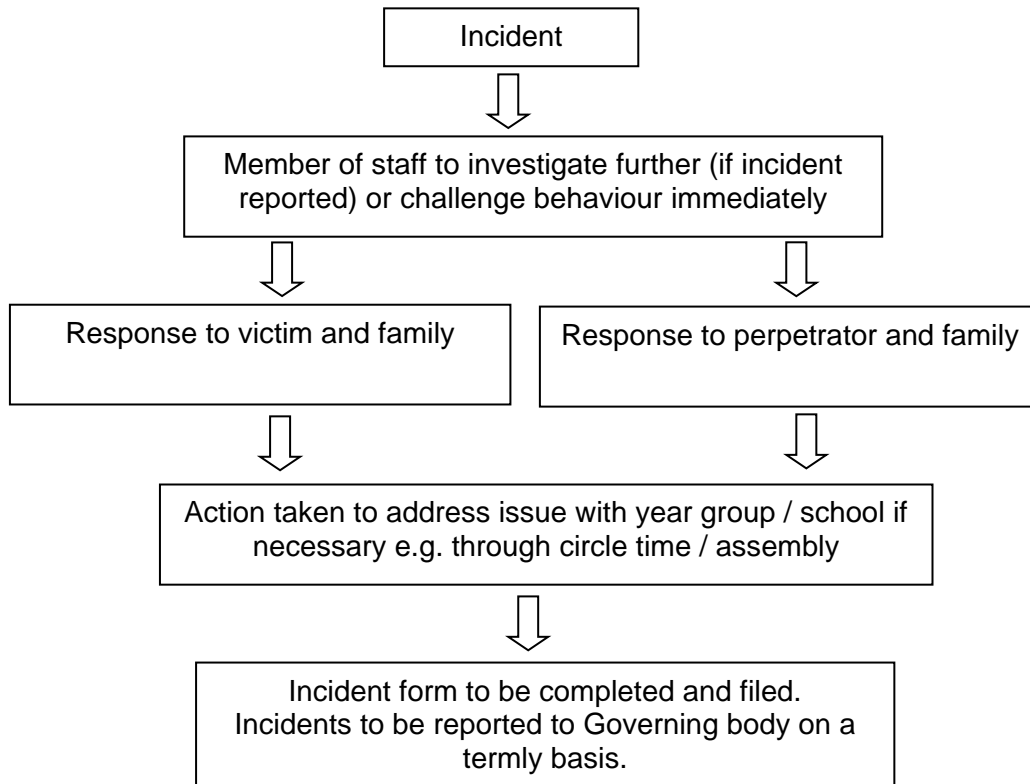 Incident
Member of staff to investigate further (if incident
reported) or challenge behaviour immediately
Response to victim and family
Response to perpetrator and family
Action taken to address issue with year group / school if
necessary e.g. through circle time / assembly
Incident form to be completed and filed.
Incidents to be reported to Governing body on a
termly basis.